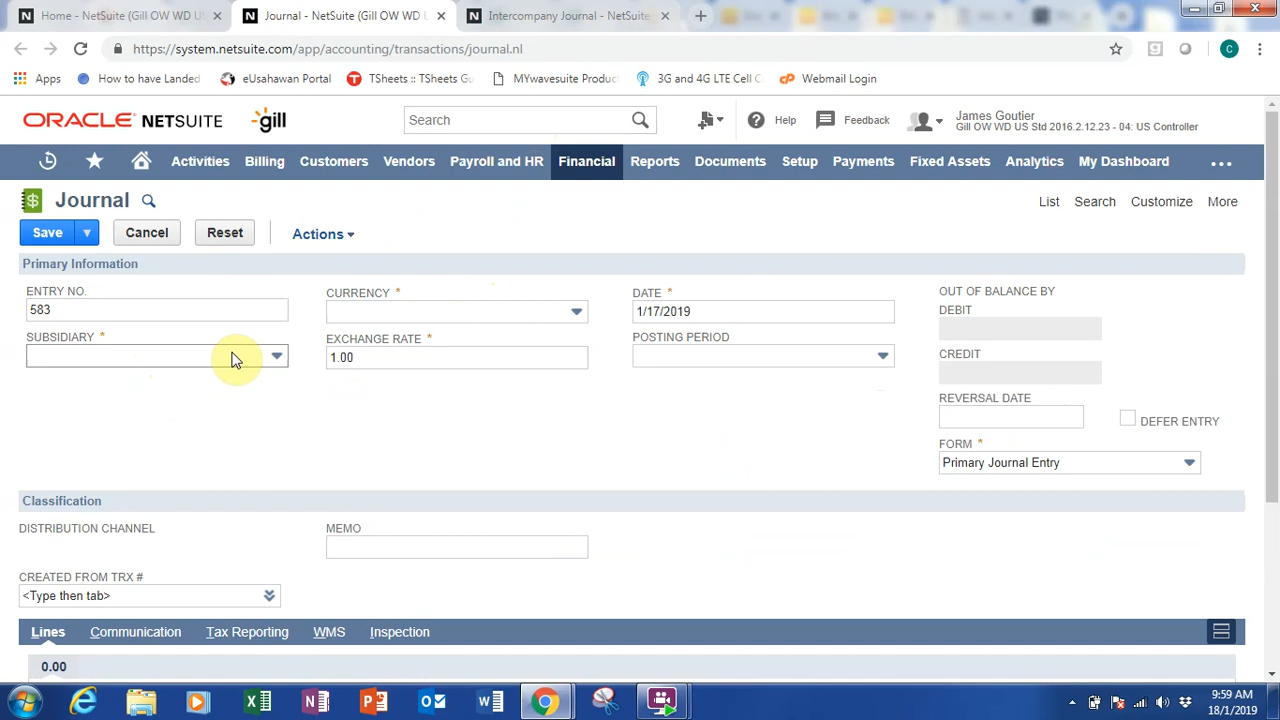 Home - NetSuite (Gill OW WD US
Journal - NetSuite (Gill OW WD U
Intercompany Journal - NetSuite
https://system.netsuite.com/app/accounting/transactions/journal.nl
C
Apps
How to have Landed
eUsahawan Portal
TSheets :: TSheets Gu
MYwavesuite Produc
3G and 4G LTE Cell C
Webmail Login
ORACLE NETSUITE
gill
Search
Help
Feedback
James Goutier
Gill OW WD US Std 2016.2.12.23 - 04: US Controller
Activities Billing Customers Vendors Payroll and HR Financial Reports Documents Setup Payments Fixed Assets Analytics My Dashboard
Journal
List Search Customize More
Save Cancel Reset Actions
Primary Information
ENTRY NO.
583
SUBSIDIARY *
CURRENCY *
EXCHANGE RATE *
1.00
DATE *
1/17/2019
POSTING PERIOD
OUT OF BALANCE BY
DEBIT
CREDIT
REVERSAL DATE
DEFER ENTRY
FORM *
Primary Journal Entry
Classification
DISTRIBUTION CHANNEL
MEMO
CREATED FROM TRX #
<Type then tab>
Lines Communication Tax Reporting WMS Inspection
0.00
9:59 AM
18/1/2019